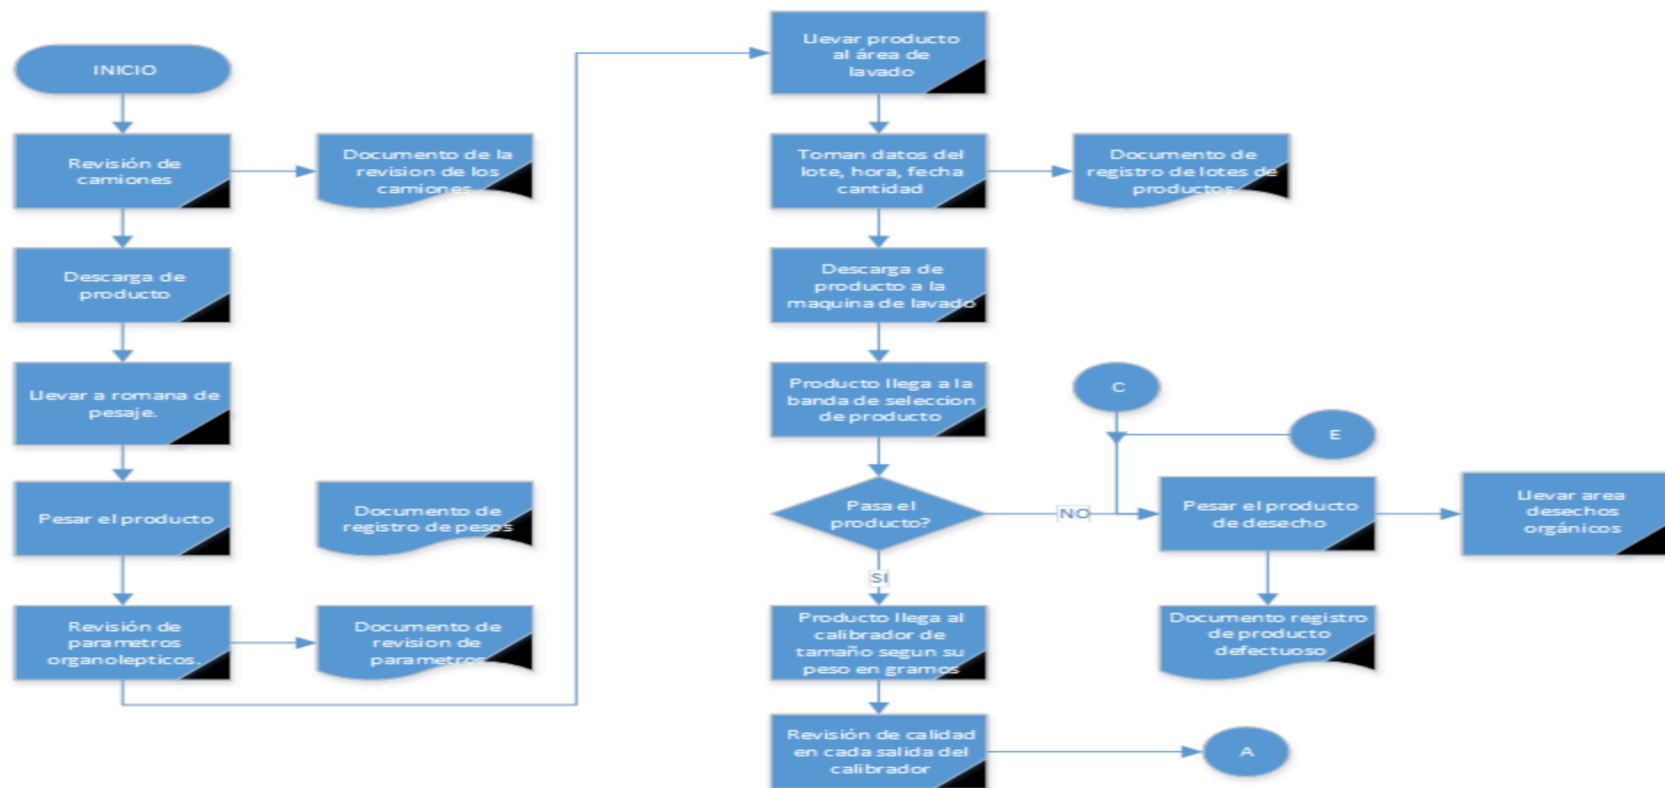 INICIO
Revisión de
camiones
Documento de la
revision de los
camiones
Descarga de
producto
Llevar a romana de
pesaje.
Pesar el producto
Documento de
registro de pesos
Revisión de
parametros
organolepticos.
Documento de
revision de
parametros
Llevar producto
al área de
lavado
Toman datos del
lote, hora, fecha
cantidad
Documento de
registro de lotes de
productos
Descarga de
producto a la
maquina de lavado
Producto llega a la
banda de seleccion
de producto
C
E
Pasa el
producto?
NO
Pesar el producto
de desecho
Llevar area
desechos
orgánicos
SI
Documento registro
de producto
defectuoso
Producto llega al
calibrador de
tamaño segun su
peso en gramos
Revisión de calidad
en cada salida del
calibrador
A